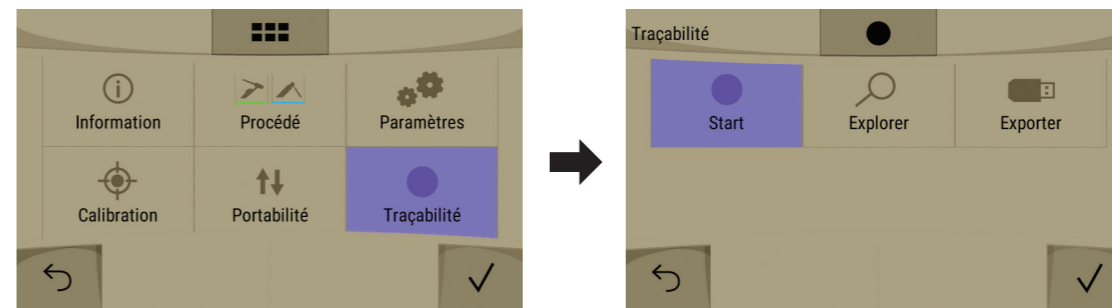 Information
Procédé
Paramètres
Calibration
Portabilité
Traçabilité
Traçabilité
Start
Explorer
Exporter